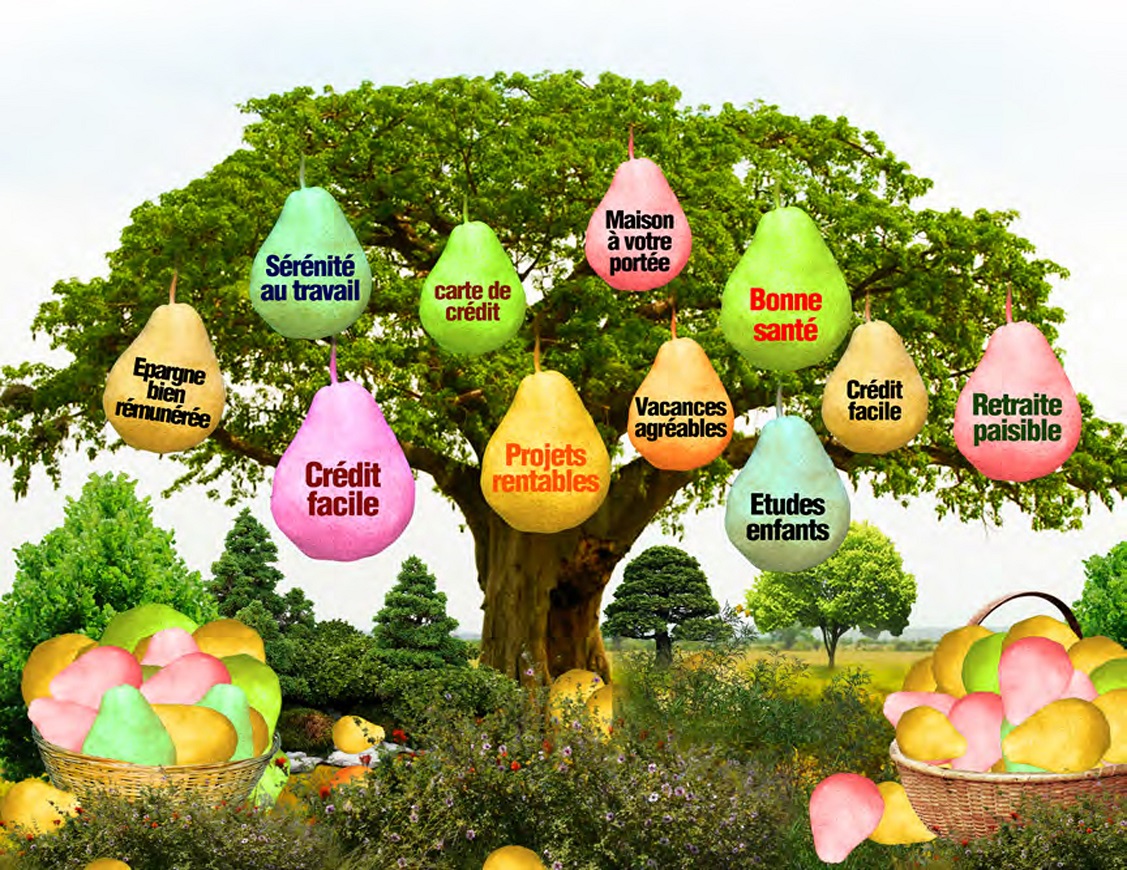 Sérénité
au travail
carte de
crédit
Maison
à votre
portée
Bonne
santé
Epargne
bien
rémunérée
Crédit
facile
Projets
rentables
Vacances
agréables
Crédit
facile
Retraite
paisible
Etudes
enfants